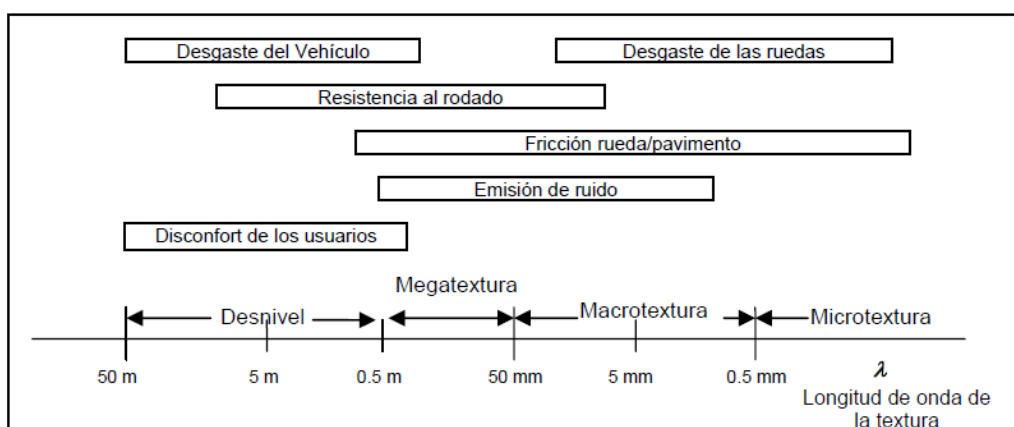 Desgaste del Vehículo
Desgaste de las ruedas
Resistencia al rodado
Fricción rueda/pavimento
Emisión de ruido
Disconfort de los usuarios
Megatextura
Desnivel
Macrotextura
Microtextura
50 m
5 m
0.5 m
50 mm
5 mm
0.5 mm
λ
Longitud de onda de
la textura